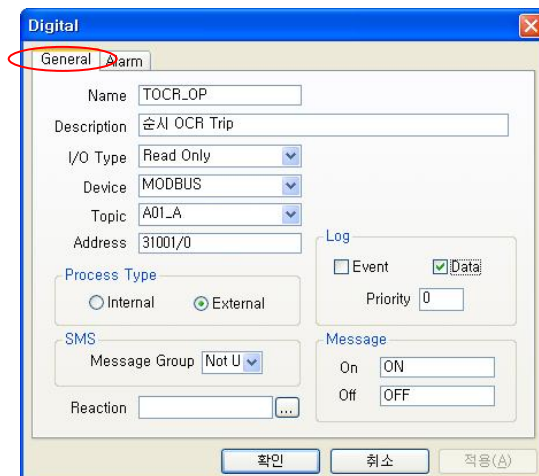 Digital
General Alarm
Name TOCR_OP
Description 순시 OCR Trip
I/O Type Read Only
Device MODBUS
Topic A01_A
Address 31001/0
Process Type
Internal External
SMS
Message Group Not U
Reaction ...
Log
Event Data
Priority 0
Message
On ON
Off OFF
확인 취소 적용(A)